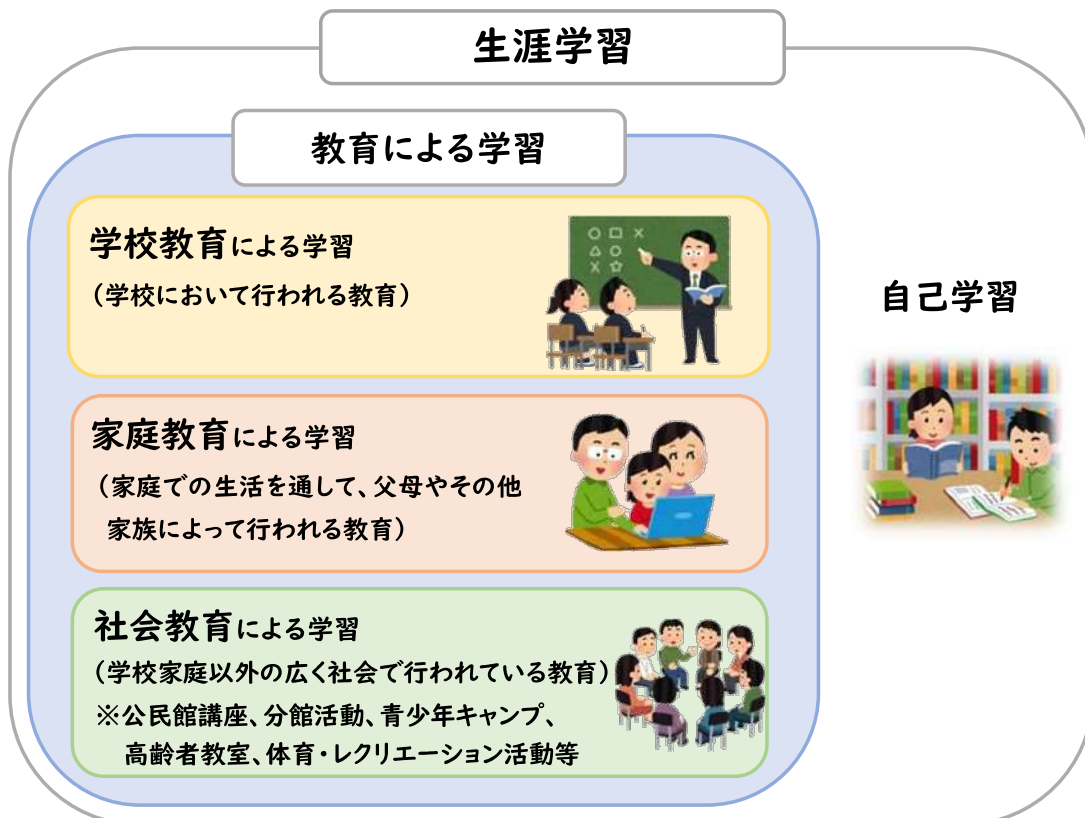 生涯学習
教育による学習
学校教育による学習
（学校において行われる教育）
自己学習
家庭教育による学習
（家庭での生活を通して、父母やその他
家族によって行われる教育）
社会教育による学習
（学校家庭以外の広く社会で行われている教育）
※公民館講座、分館活動、青少年キャンプ、
高齢者教室、体育・レクリエーション活動等